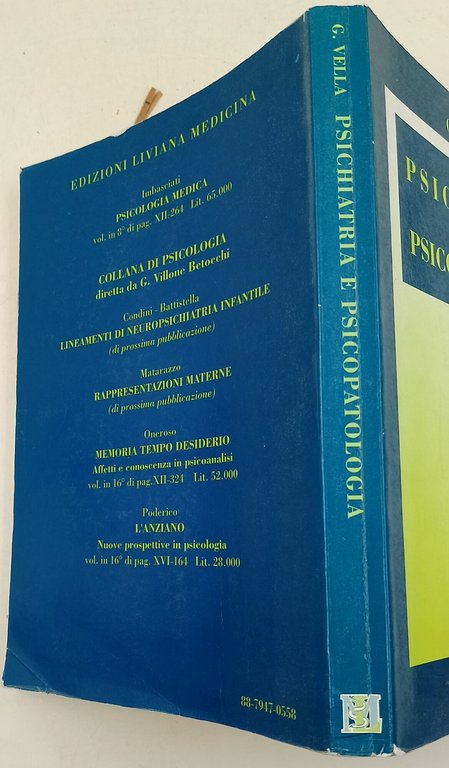 EDIZIONI LIVIANA MEDICINA
Imbasciati
PSICOLOGIA MEDICA
vol. in 8° di pag. XII-264 Lit. 65.000
COLLANA DI PSICOLOGIA
diretta da G. Villone Betocchi
Condini - Battistella
LINEAMENTI DI NEUROPSICHIATRIA INFANTILE
(di prossima pubblicazione)
Matarazzo
RAPPRESENTAZIONI MATERNE
(di prossima pubblicazione)
Oneroso
MEMORIA TEMPO DESIDERIO
Affetti e conoscenza in psicoanalisi
vol. in 16° di pag.XII-324 Lit. 52.000
Poderico
L'ANZIANO
Nuove prospettive in psicologia
vol. in 16° di pag. XVI-164 Lit. 28.000
88-7947-0558
G. VELLA PSICHIATRIA E PSICOPATOLOGIA
PSIC
PSICO